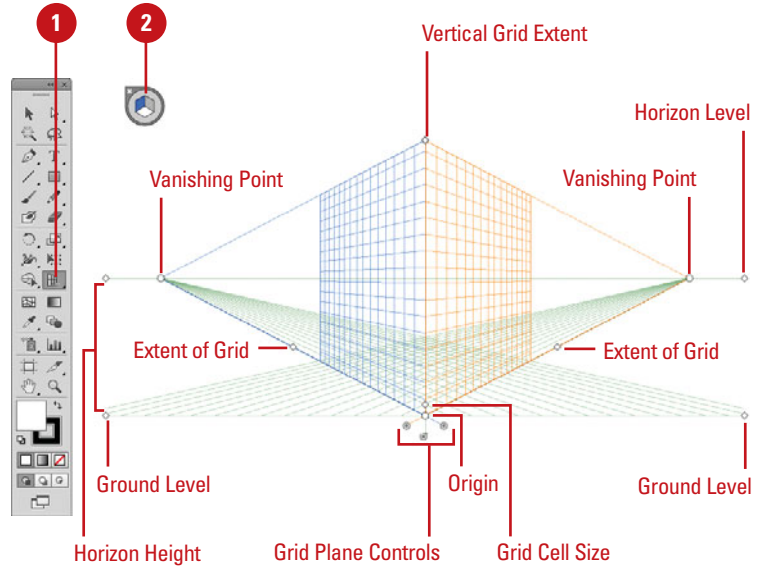 1
2
Vertical Grid Extent
Horizon Level
Vanishing Point
Vanishing Point
Extent of Grid
Extent of Grid
Ground Level
Origin
Ground Level
Horizon Height
Grid Plane Controls
Grid Cell Size